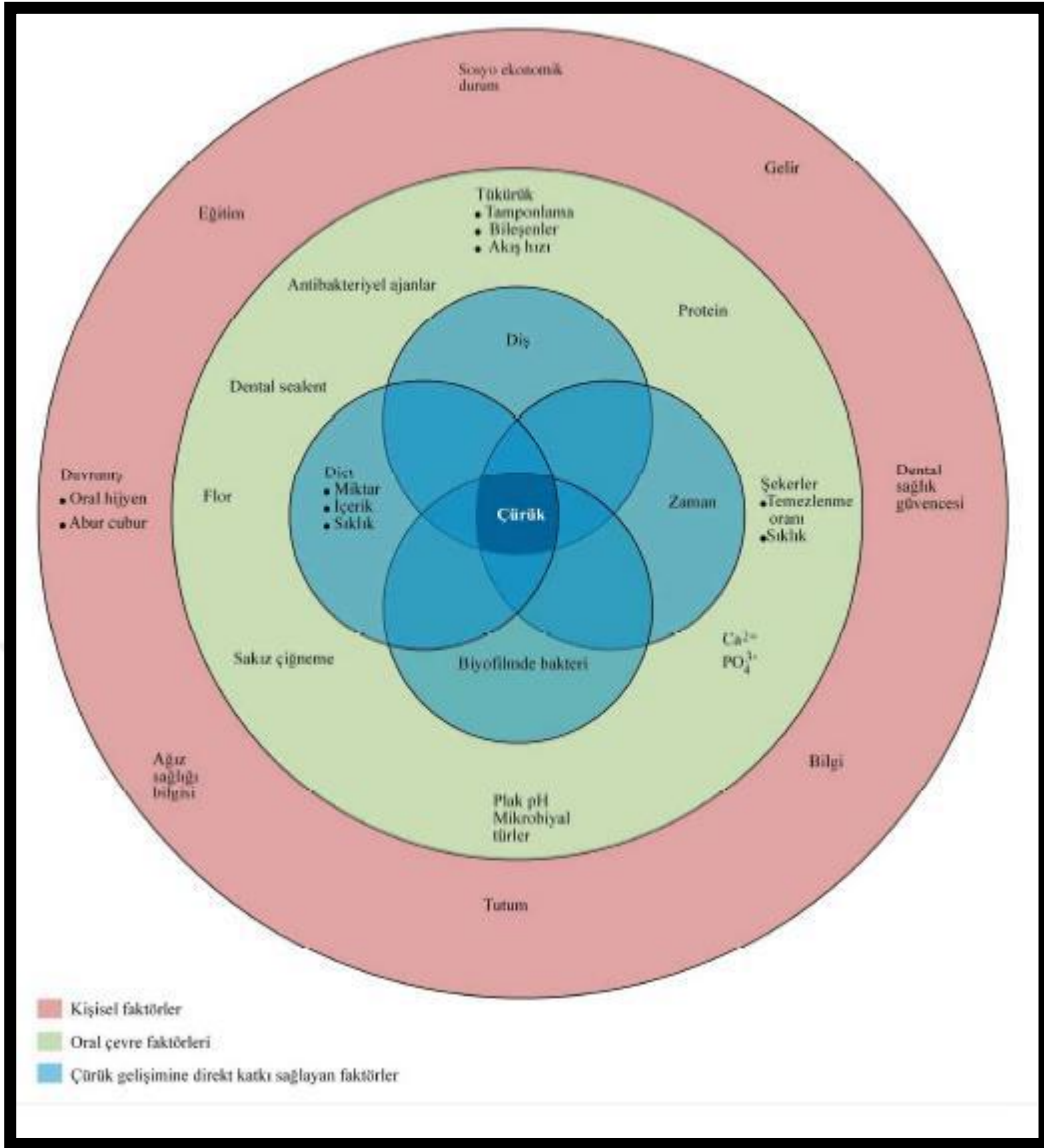 Sosyo ekonomik
durum
Gelir
Eğitim
Tükürük
• Tamponlama
• Bileşenler
• Akış hızı
Antibakteriyel ajanlar
Protein
Diş
Dental sealent
Davranış
• Oral hijyen
• Abur cubur
Flor
Diet
• Miktar
• İçerik
• Sıklık
Çürük
Zaman
Şekerler
•Temezlenme
oranı
•Sıklık
Dental
sağlık
güvencesi
Sakız çiğneme
Biyofilmde bakteri
Ca²⁺
PO₄³⁻
Ağız
sağlığı
bilgisi
Bilgi
Plak pH
Mikrobiyal
türler
Tutum
Kişisel faktörler
Oral çevre faktörleri
Çürük gelişimine direkt katkı sağlayan faktörler